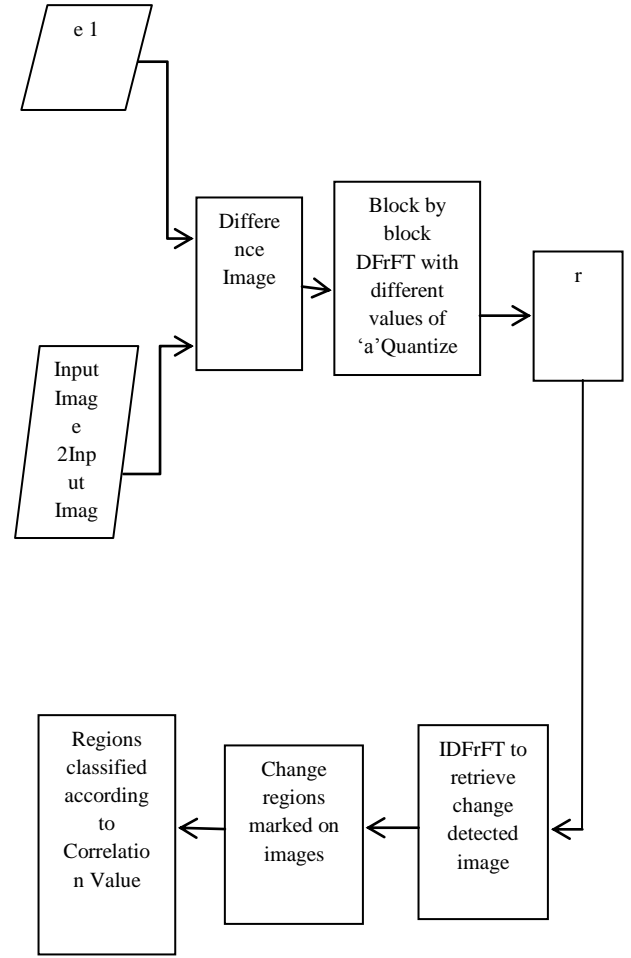 e 1
Differe
nce
Image
Block by
block
DFrFT with
different
values of
‘a’Quantize
r
Input
Imag
e
2Inp
ut
Imag
Regions
classified
according
to
Correlatio
n Value
Change
regions
marked on
images
IDFrFT to
retrieve
change
detected
image